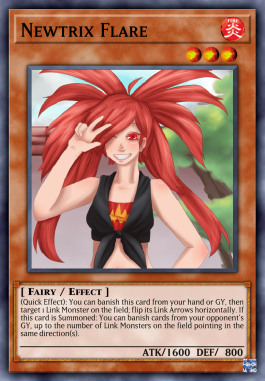 Newtrix Flare
FIRE
炎
[ Fairy / Effect ]
(Quick Effect): You can banish this card from your hand or GY, then
target 1 Link Monster on the field; flip its Link Arrows horizontally. If
this card is Summoned: You can banish cards from your opponent's
GY, up to the number of Link Monsters on the field pointing in the
same direction(s).
ATK/1600 DEF/ 800